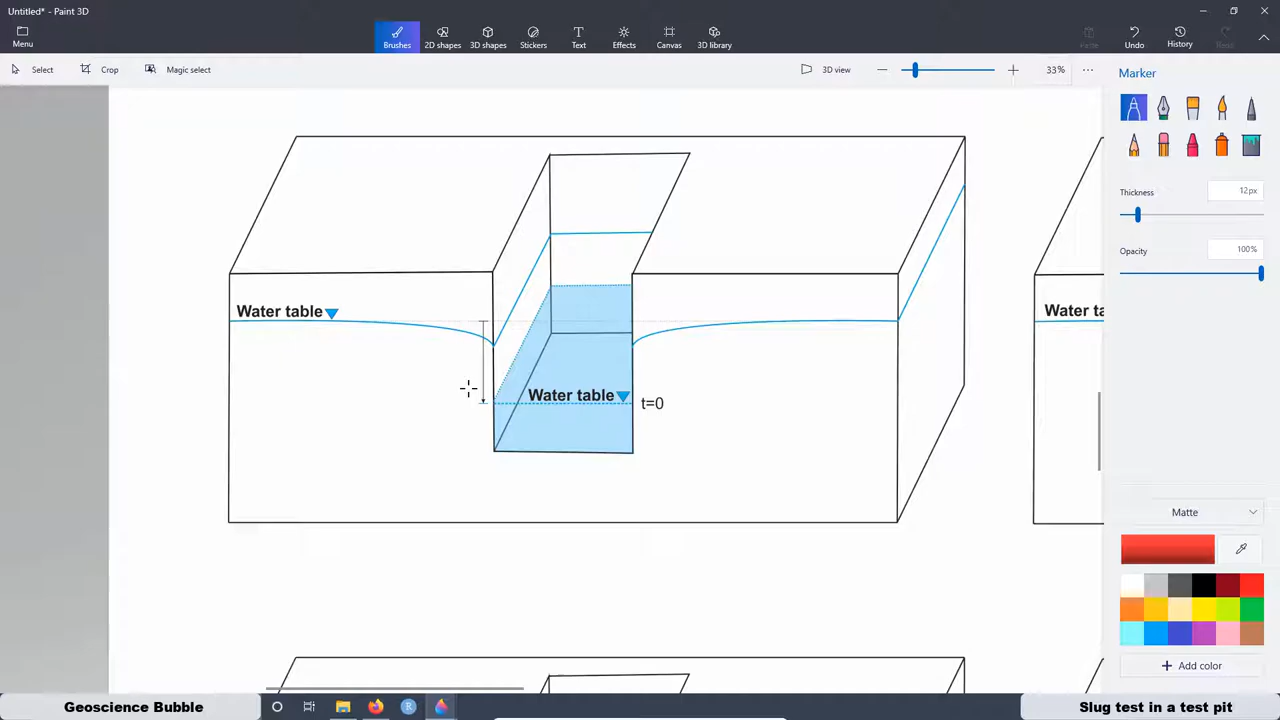 Untitled* - Paint 3D
Menu
Brushes
2D shapes
3D shapes
Stickers
Text
Effects
Canvas
3D library
Undo
History
Select
Crop
Magic select
3D view
33%
Marker
Thickness
12px
Opacity
100%
Water table
Water ta
Water table
t=0
Matte
Add color
Geoscience Bubble
R
Slug test in a test pit